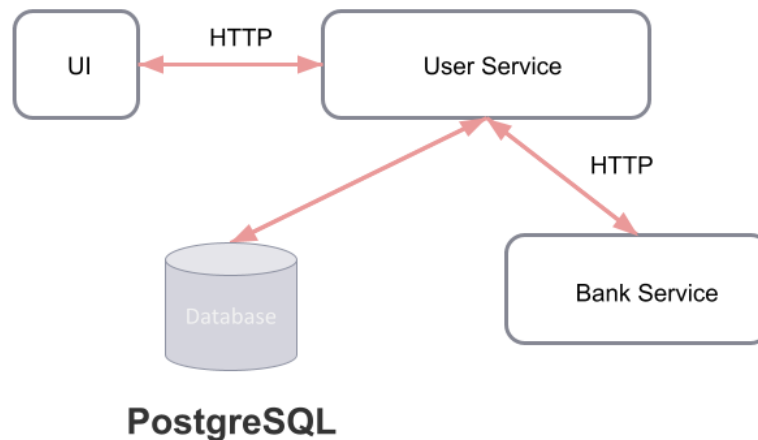 HTTP
UI
User Service
HTTP
Bank Service
Database
PostgreSQL